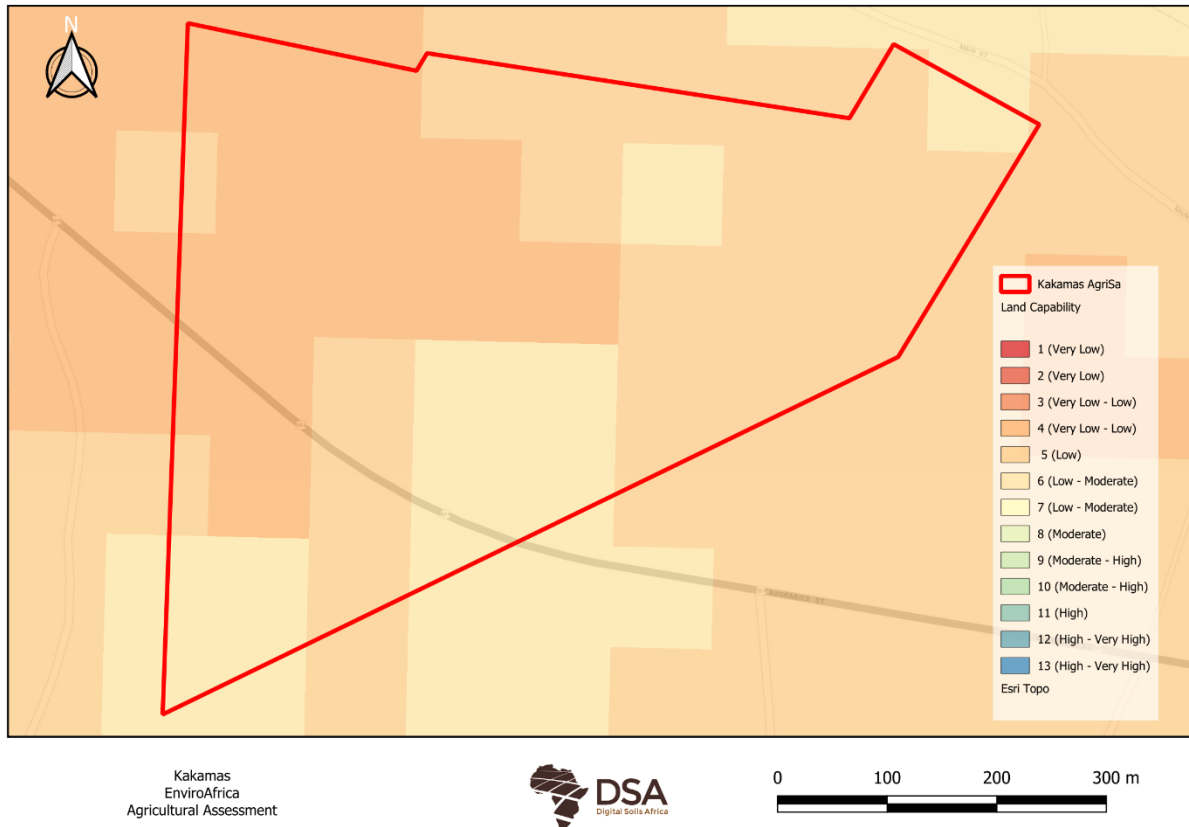 N
MAIN ST
Kakamas AgriSa
Land Capability
1 (Very Low)
2 (Very Low)
3 (Very Low - Low)
4 (Very Low - Low)
5 (Low)
6 (Low - Moderate)
7 (Low - Moderate)
8 (Moderate)
9 (Moderate - High)
10 (Moderate - High)
11 (High)
12 (High - Very High)
13 (High - Very High)
Esri Topo
Kakamas
EnviroAfrica
Agricultural Assessment
DSA
Digital Soils Africa
0 100 200 300 m